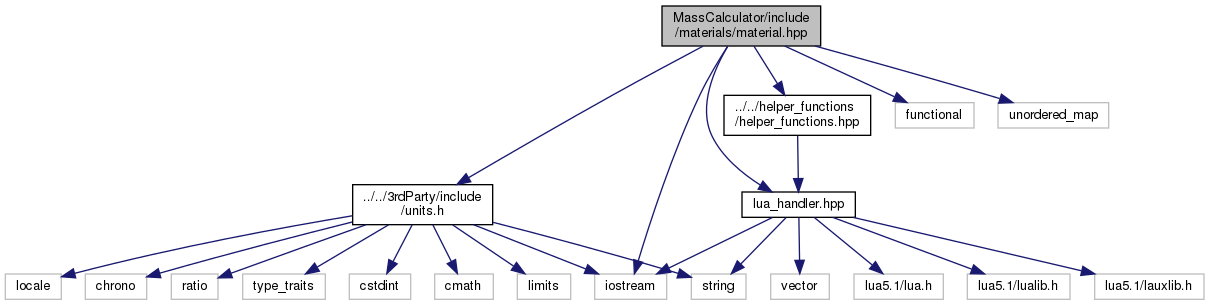 MassCalculator/include
/materials/material.hpp
../../helper_functions
/helper_functions.hpp
functional
unordered_map
../../3rdParty/include
/units.h
lua_handler.hpp
locale
chrono
ratio
type_traits
cstdint
cmath
limits
iostream
string
vector
lua5.1/lua.h
lua5.1/lualib.h
lua5.1/lauxlib.h